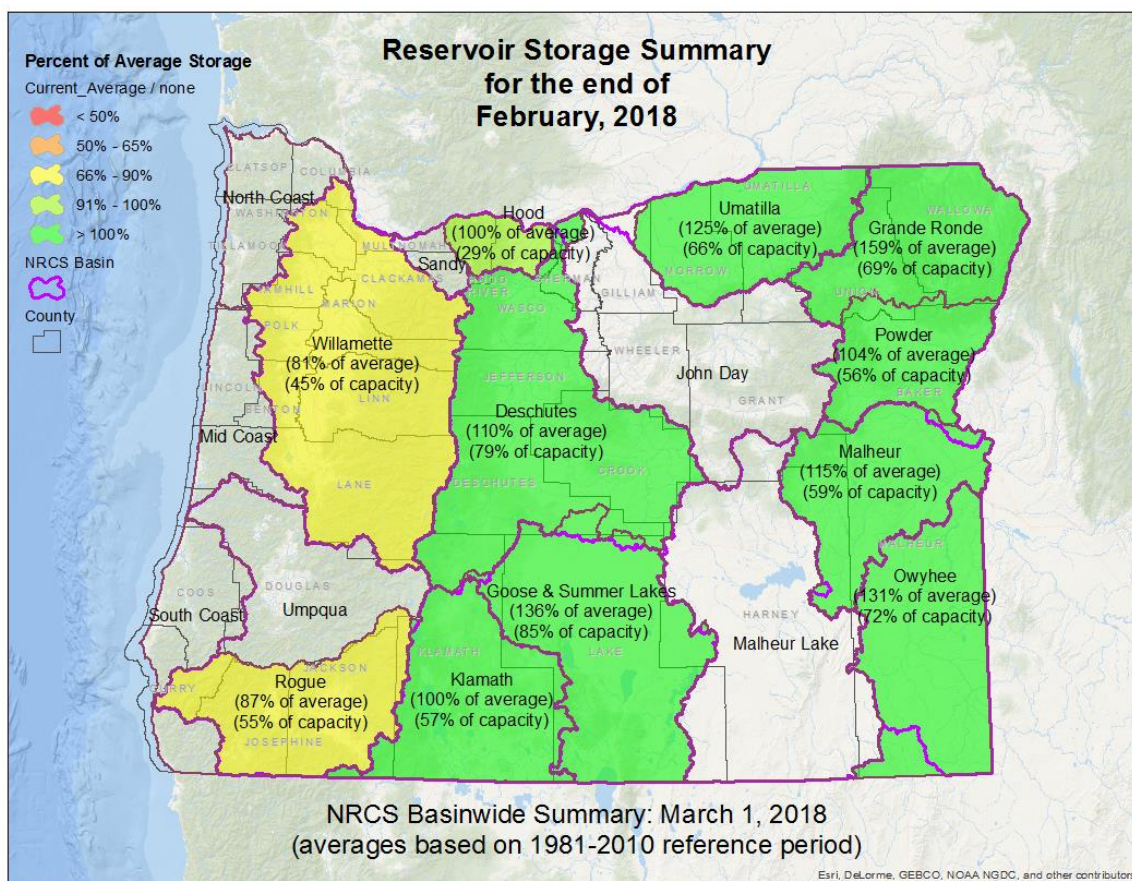 Reservoir Storage Summary
for the end of
February, 2018
Percent of Average Storage
Current_Average / none
< 50%
50% - 65%
66% - 90%
91% - 100%
> 100%
NRCS Basin
County
CLATSOP
COLUMBIA
North Coast
WASHINGTON
TILLAMOOK
Hood
(100% of average)
(29% of capacity)
MULTNOMAH
Sandy
HOOD
RIVER
SHERMAN
CLACKAMAS
YAMHILL
MARION
POLK
WASCO
GILLIAM
UMATILLA
Umatilla
(125% of average)
(66% of capacity)
MORROW
WALLOWA
Grande Ronde
(159% of average)
(69% of capacity)
UNION
Willamette
(81% of average)
(45% of capacity)
LINCOLN
BENTON
LINN
Mid Coast
LANE
JEFFERSON
WHEELER
John Day
GRANT
Powder
(104% of average)
(56% of capacity)
BAKER
Deschutes
(110% of average)
(79% of capacity)
CROOK
DESCHUTES
Malheur
(115% of average)
(59% of capacity)
MALHEUR
Owyhee
(131% of average)
(72% of capacity)
COOS
DOUGLAS
South Coast
Umpqua
Goose & Summer Lakes
(136% of average)
(85% of capacity)
LAKE
HARNEY
Malheur Lake
KLAMATH
Klamath
(100% of average)
(57% of capacity)
CURRY
JACKSON
Rogue
(87% of average)
(55% of capacity)
JOSEPHINE
NRCS Basinwide Summary: March 1, 2018
(averages based on 1981-2010 reference period)
Esri, DeLorme, GEBCO, NOAA NGDC, and other contributors